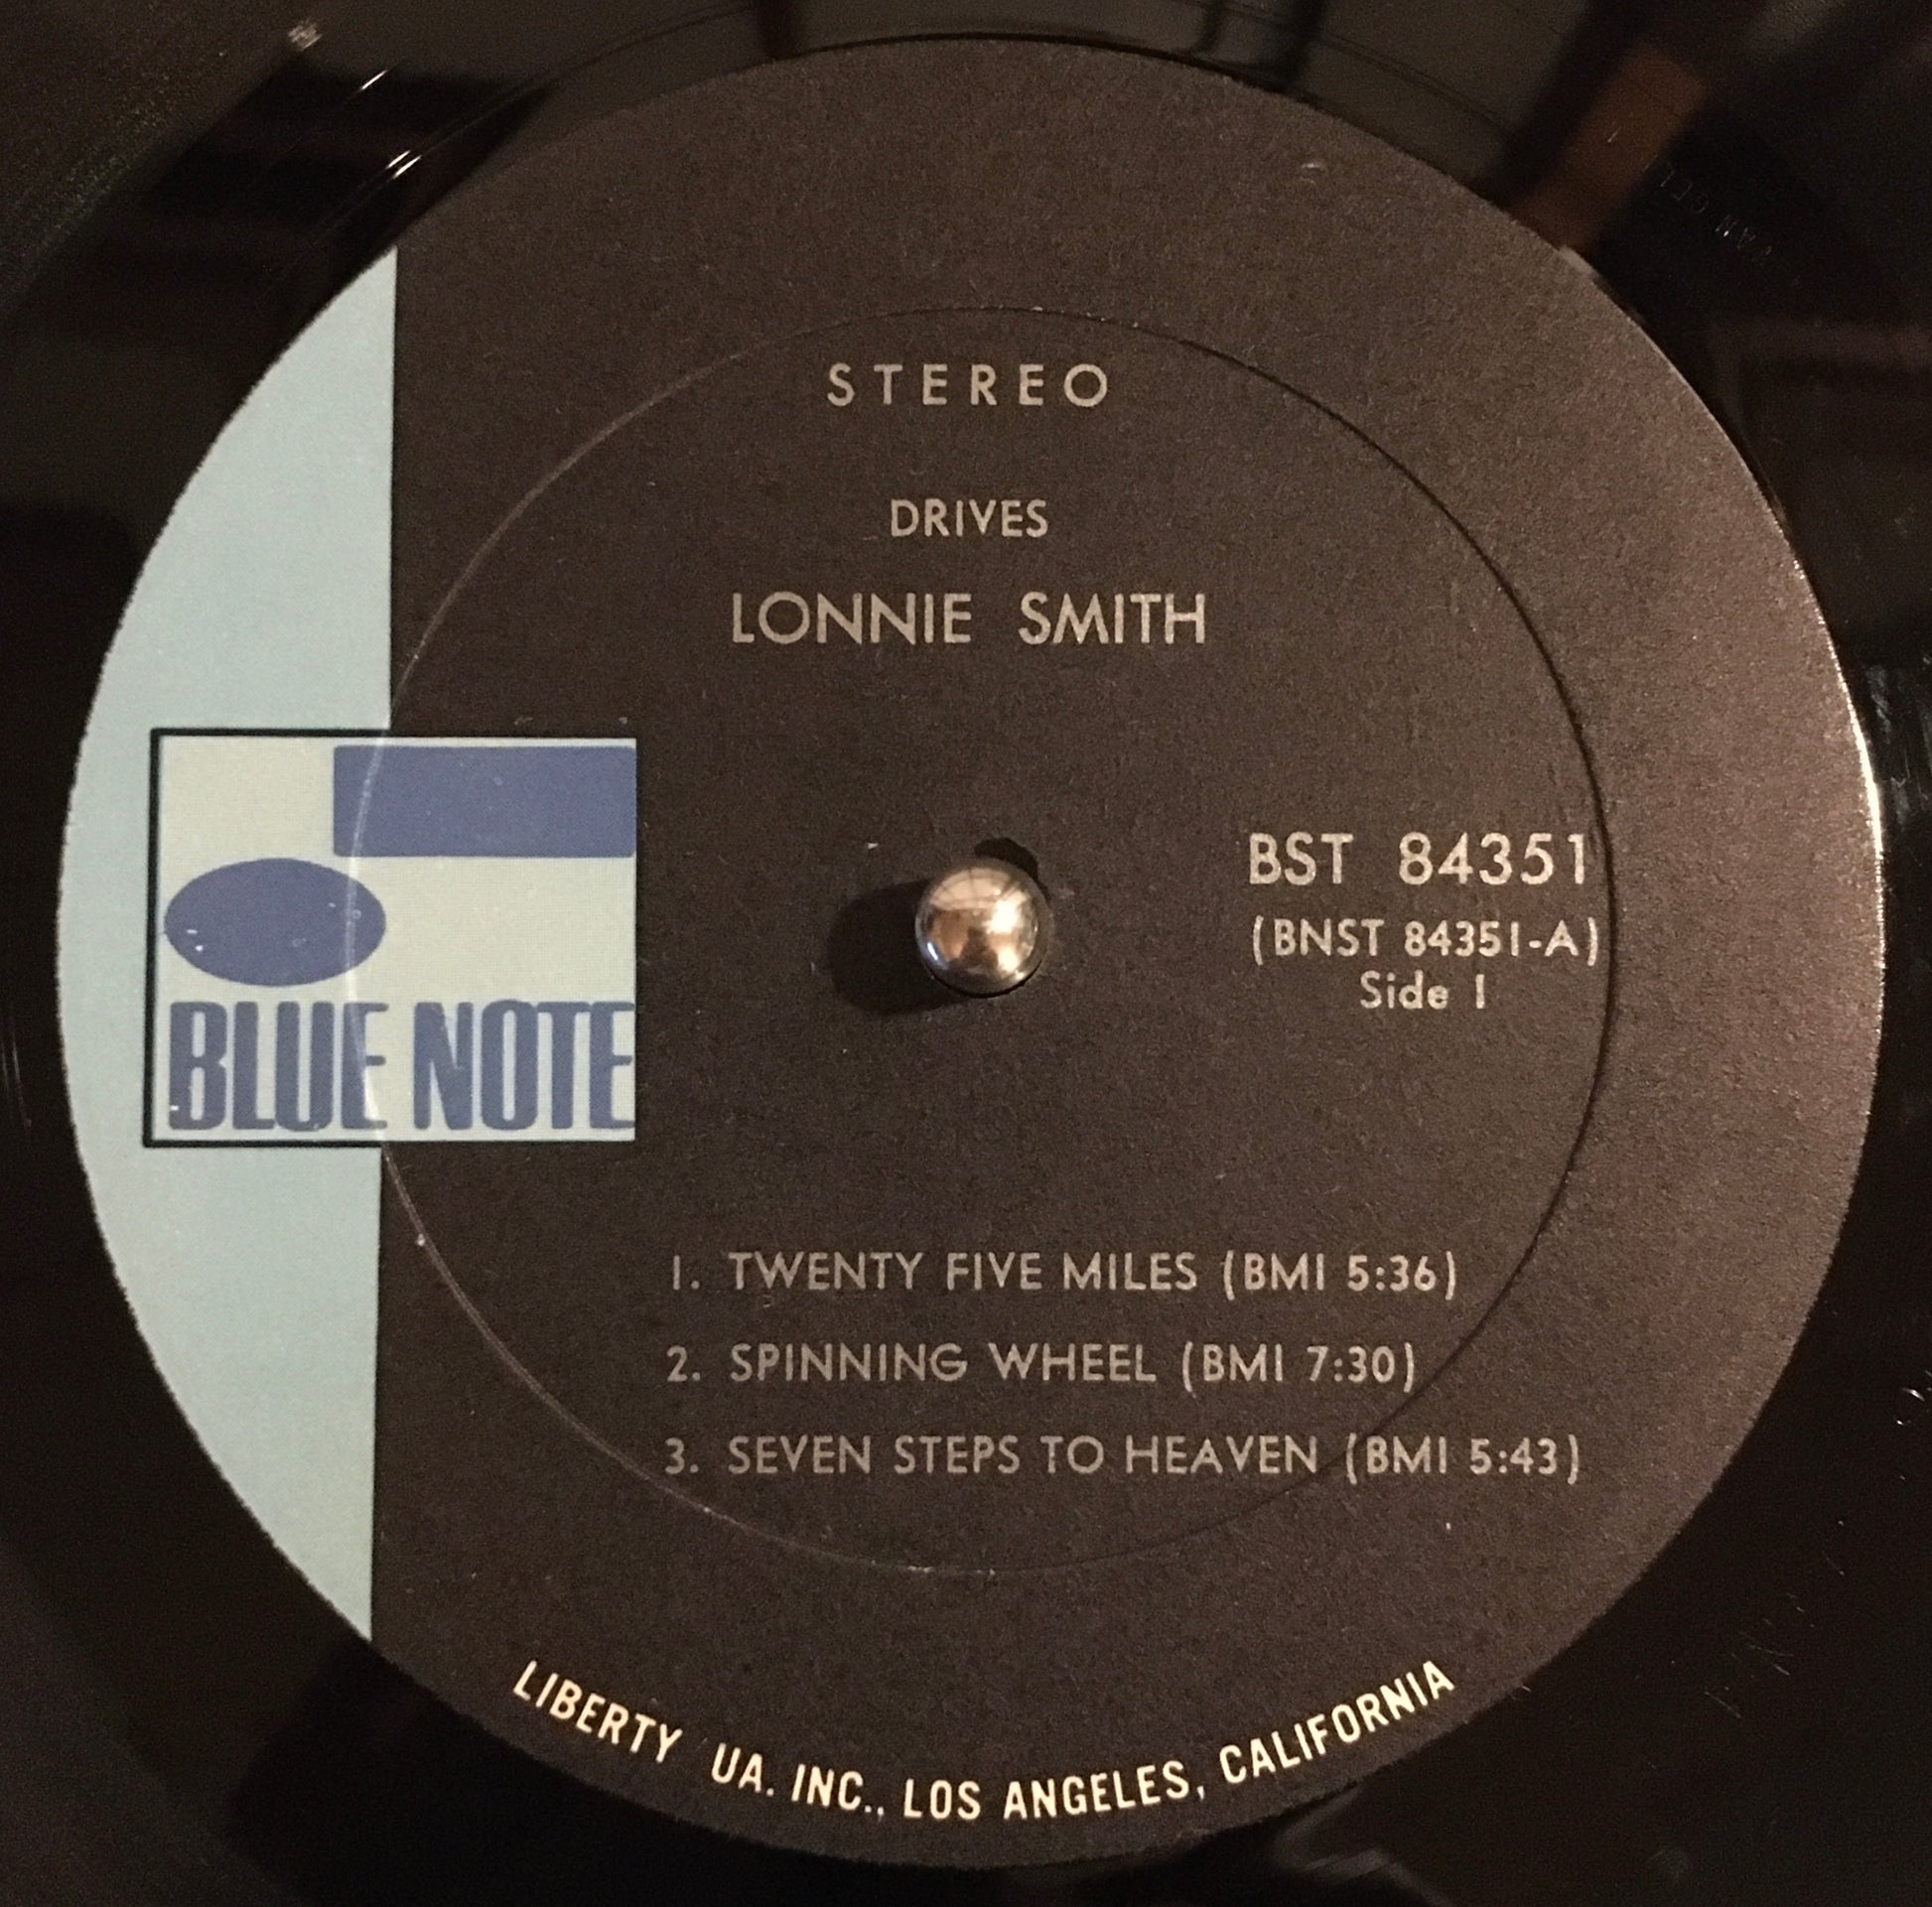 STEREO
DRIVES
LONNIE SMITH
BST 84351
(BNST 84351-A)
Side 1
BLUE NOTE
1. TWENTY FIVE MILES (BMI 5:36)
2. SPINNING WHEEL (BMI 7:30)
3. SEVEN STEPS TO HEAVEN (BMI 5:43)
LIBERTY UA. INC., LOS ANGELES, CALIFORNIA
VAN GEL